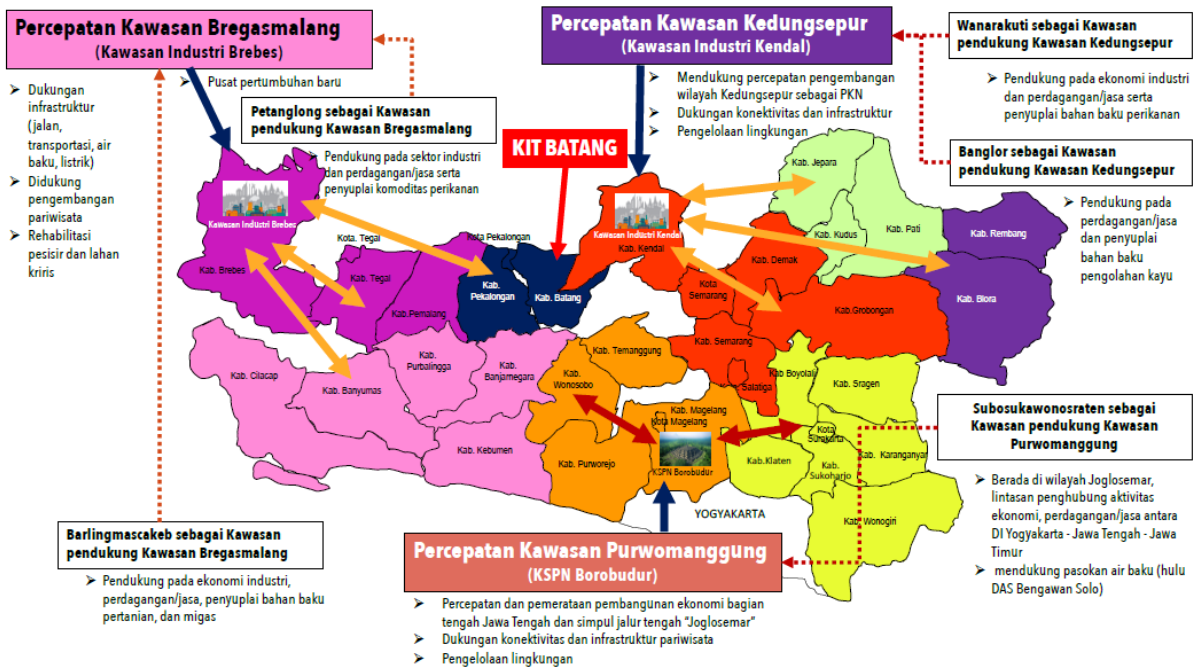 Percepatan Kawasan Bregasmalang
(Kawasan Industri Brebes)
➢ Dukungan
infrastruktur
(jalan,
transportasi, air
baku, listrik)
➢ Didukung
pengembangan
pariwisata
➢ Rehabilitasi
pesisir dan lahan
kriris
➢ Pusat pertumbuhan baru
Petanglong sebagai Kawasan
pendukung Kawasan Bregasmalang
➢ Pendukung pada sektor industri
dan perdagangan/jasa serta
penyuplai komoditas perikanan
KIT BATANG
Percepatan Kawasan Kedungsepur
(Kawasan Industri Kendal)
➢ Mendukung percepatan pengembangan
wilayah Kedungsepur sebagai PKN
➢ Dukungan konektivitas dan infrastruktur
➢ Pengelolaan lingkungan
Wanarakuti sebagai Kawasan
pendukung Kawasan Kedungsepur
➢ Pendukung pada ekonomi industri
dan perdagangan/jasa serta
penyuplai bahan baku perikanan
Banglor sebagai Kawasan
pendukung Kawasan Kedungsepur
➢ Pendukung pada
perdagangan/jasa
dan penyuplai
bahan baku
pengolahan kayu
Kawasan Industri Brebes
Kab. Brebes
Kota. Tegal
Kab. Tegal
Kab.Pemalang
Kota Pekalongan
Kab.
Pekalongan
Kab. Batang
Kawasan Industri Kendal
Kab. Kendal
Kota
Semarang
Kab. Demak
Kab. Jepara
Kab. Kudus
Kab. Pati
Kab. Rembang
Kab. Blora
Kab.Grobongan
Kab. Semarang
Salatiga
Kab. Cilacap
Kab. Banyumas
Kab.
Purbalingga
Kab.
Banjarnegara
Kab. Kebumen
Kab.
Wonosobo
Kab. Temanggung
Kab. Purworejo
Kab. Magelang
Kota Magelang
KSPN Borobudur
Kab Boyolali
Kab. Sragen
Kota
Surakarta
Kab.Klaten
Kab.
Sukoharjo
Kab. Karanganyar
Kab. Wonogiri
YOGYAKARTA
Barlingmascakeb sebagai Kawasan
pendukung Kawasan Bregasmalang
➢ Pendukung pada ekonomi industri,
perdagangan/jasa, penyuplai bahan baku
pertanian, dan migas
Percepatan Kawasan Purwomanggung
(KSPN Borobudur)
➢ Percepatan dan pemerataan pembangunan ekonomi bagian
tengah Jawa Tengah dan simpul jalur tengah "Joglosemar"
➢ Dukungan konektivitas dan infrastruktur pariwisata
➢ Pengelolaan lingkungan
Subosukawonosraten sebagai
Kawasan pendukung Kawasan
Purwomanggung
➢ Berada di wilayah Joglosemar,
lintasan penghubung aktivitas
ekonomi, perdagangan/jasa antara
DI Yogyakarta - Jawa Tengah - Jawa
Timur
➢ mendukung pasokan air baku (hulu
DAS Bengawan Solo)